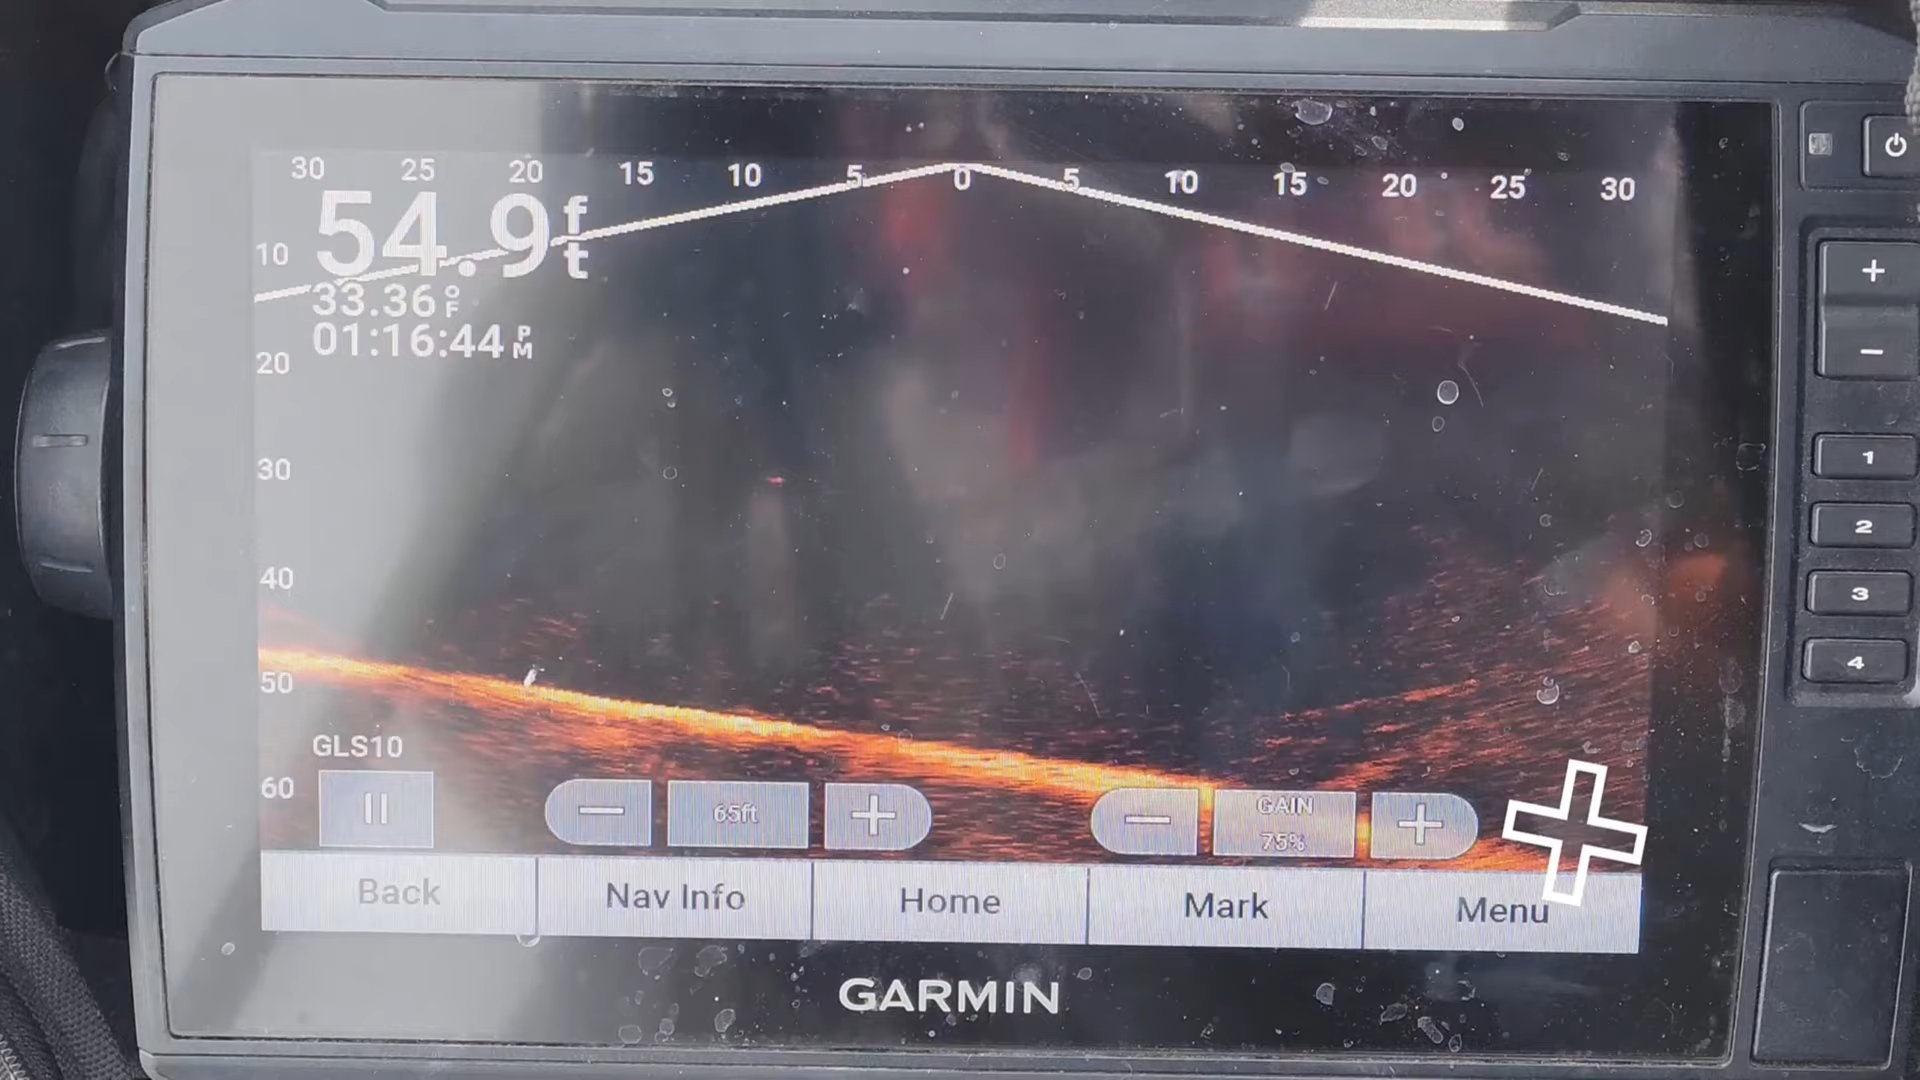 30 25 20 15 10 5 0 5 10 15 20 25 30
54.9 ft
33.36 °F
01:16:44 PM
10
20
30
40
50
60
GLS10
65ft
GAIN
75%
Back Nav Info Home Mark Menu
GARMIN
1
2
3
4